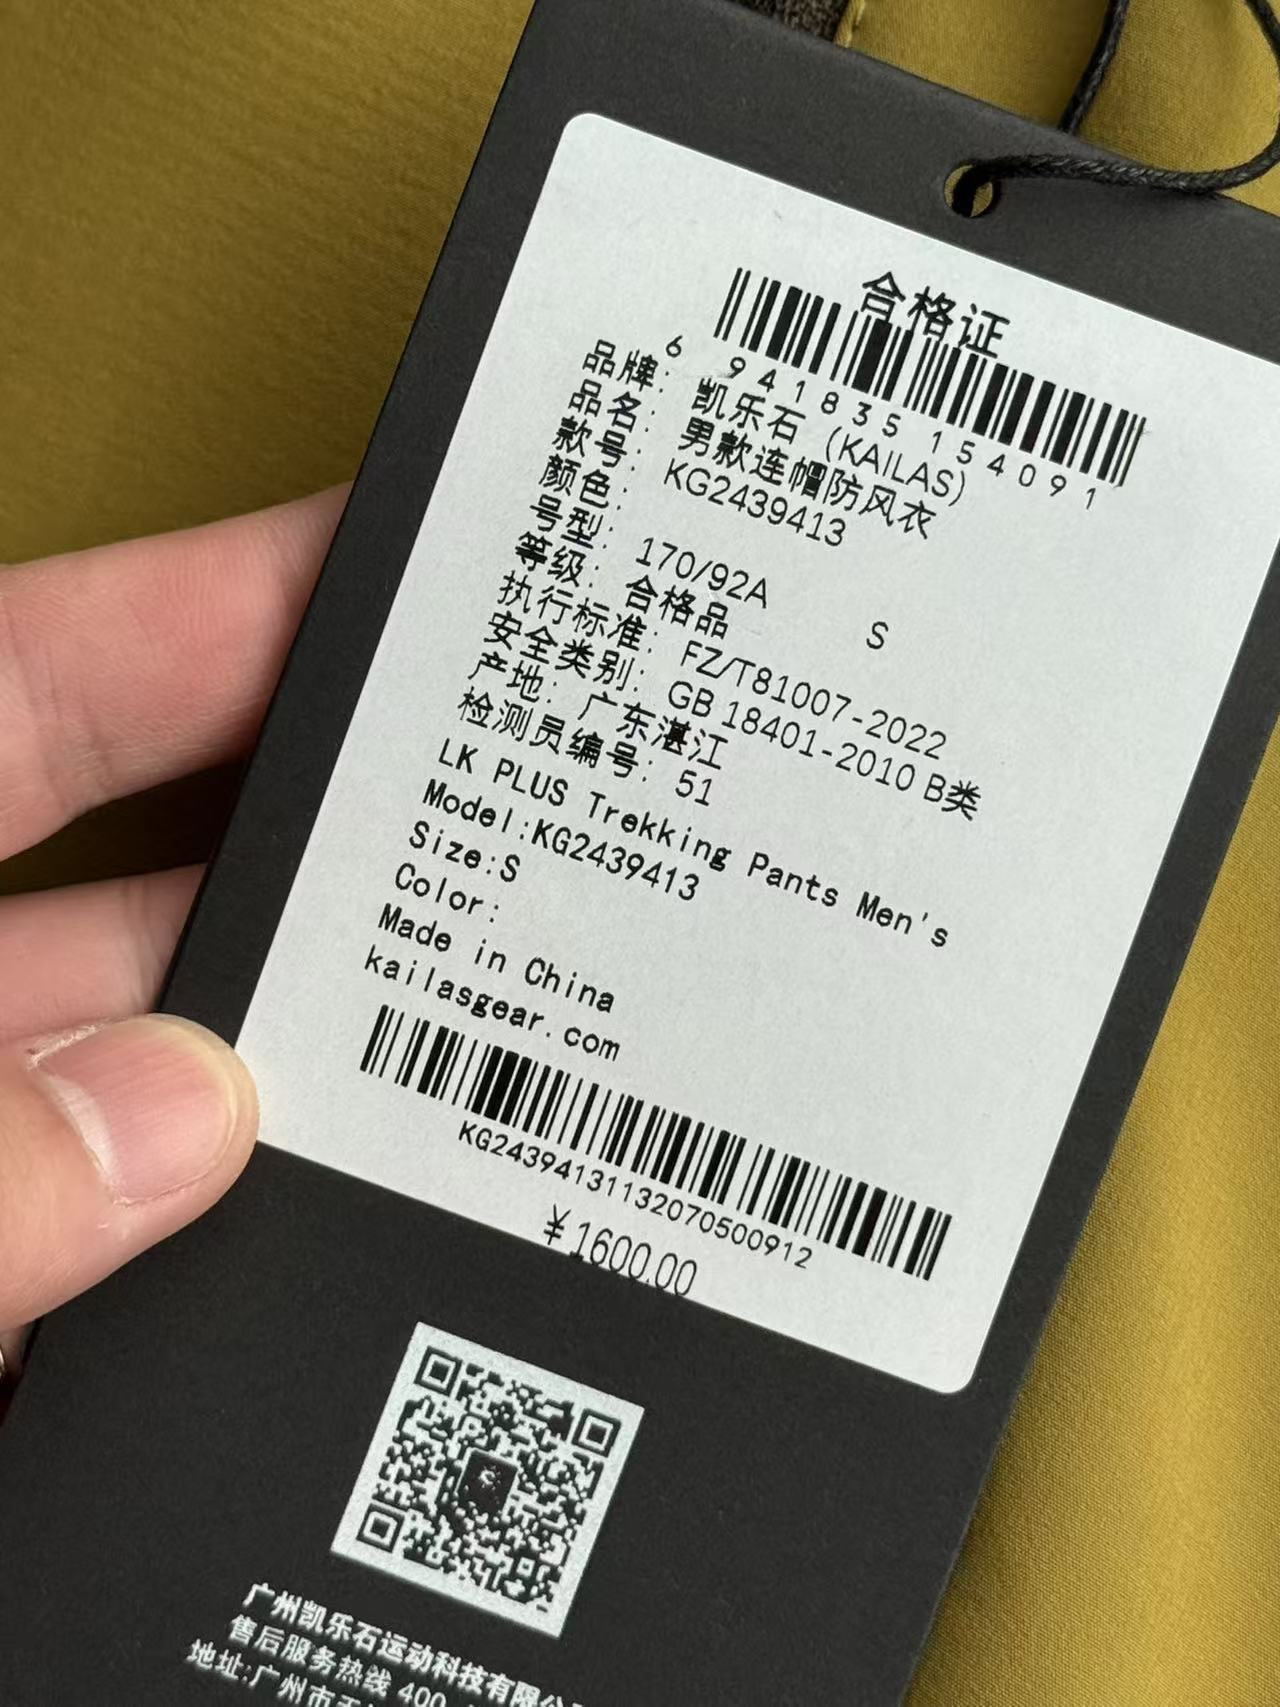 合格证
6 941835 154091
品牌: 凯乐石 (KAILAS)
品名: 男款连帽防风衣
款号: KG2439413
颜色:
号型: 170/92A S
等级: 合格品
执行标准: FZ/T81007-2022
安全类别: GB 18401-2010 B类
产地: 广东湛江
检测员编号: 51
LK PLUS Trekking Pants Men's
Model:KG2439413
Size:S
Color:
Made in China
kailasgear.com
KG24394131132070500912
¥1600.00
广州凯乐石运动科技有限公
售后服务热线 400
地址:广州市